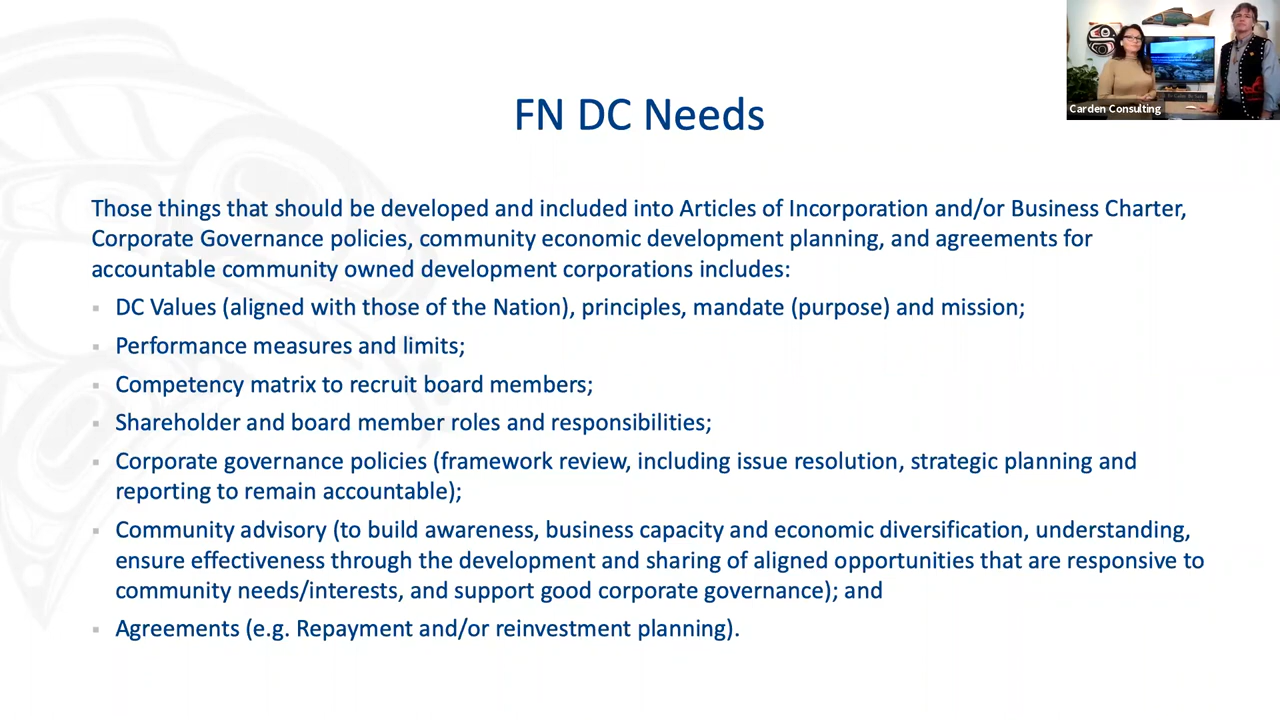 Carden Consulting
FN DC Needs
Those things that should be developed and included into Articles of Incorporation and/or Business Charter,
Corporate Governance policies, community economic development planning, and agreements for
accountable community owned development corporations includes:
▪ DC Values (aligned with those of the Nation), principles, mandate (purpose) and mission;
▪ Performance measures and limits;
▪ Competency matrix to recruit board members;
▪ Shareholder and board member roles and responsibilities;
▪ Corporate governance policies (framework review, including issue resolution, strategic planning and
reporting to remain accountable);
▪ Community advisory (to build awareness, business capacity and economic diversification, understanding,
ensure effectiveness through the development and sharing of aligned opportunities that are responsive to
community needs/interests, and support good corporate governance); and
▪ Agreements (e.g. Repayment and/or reinvestment planning).